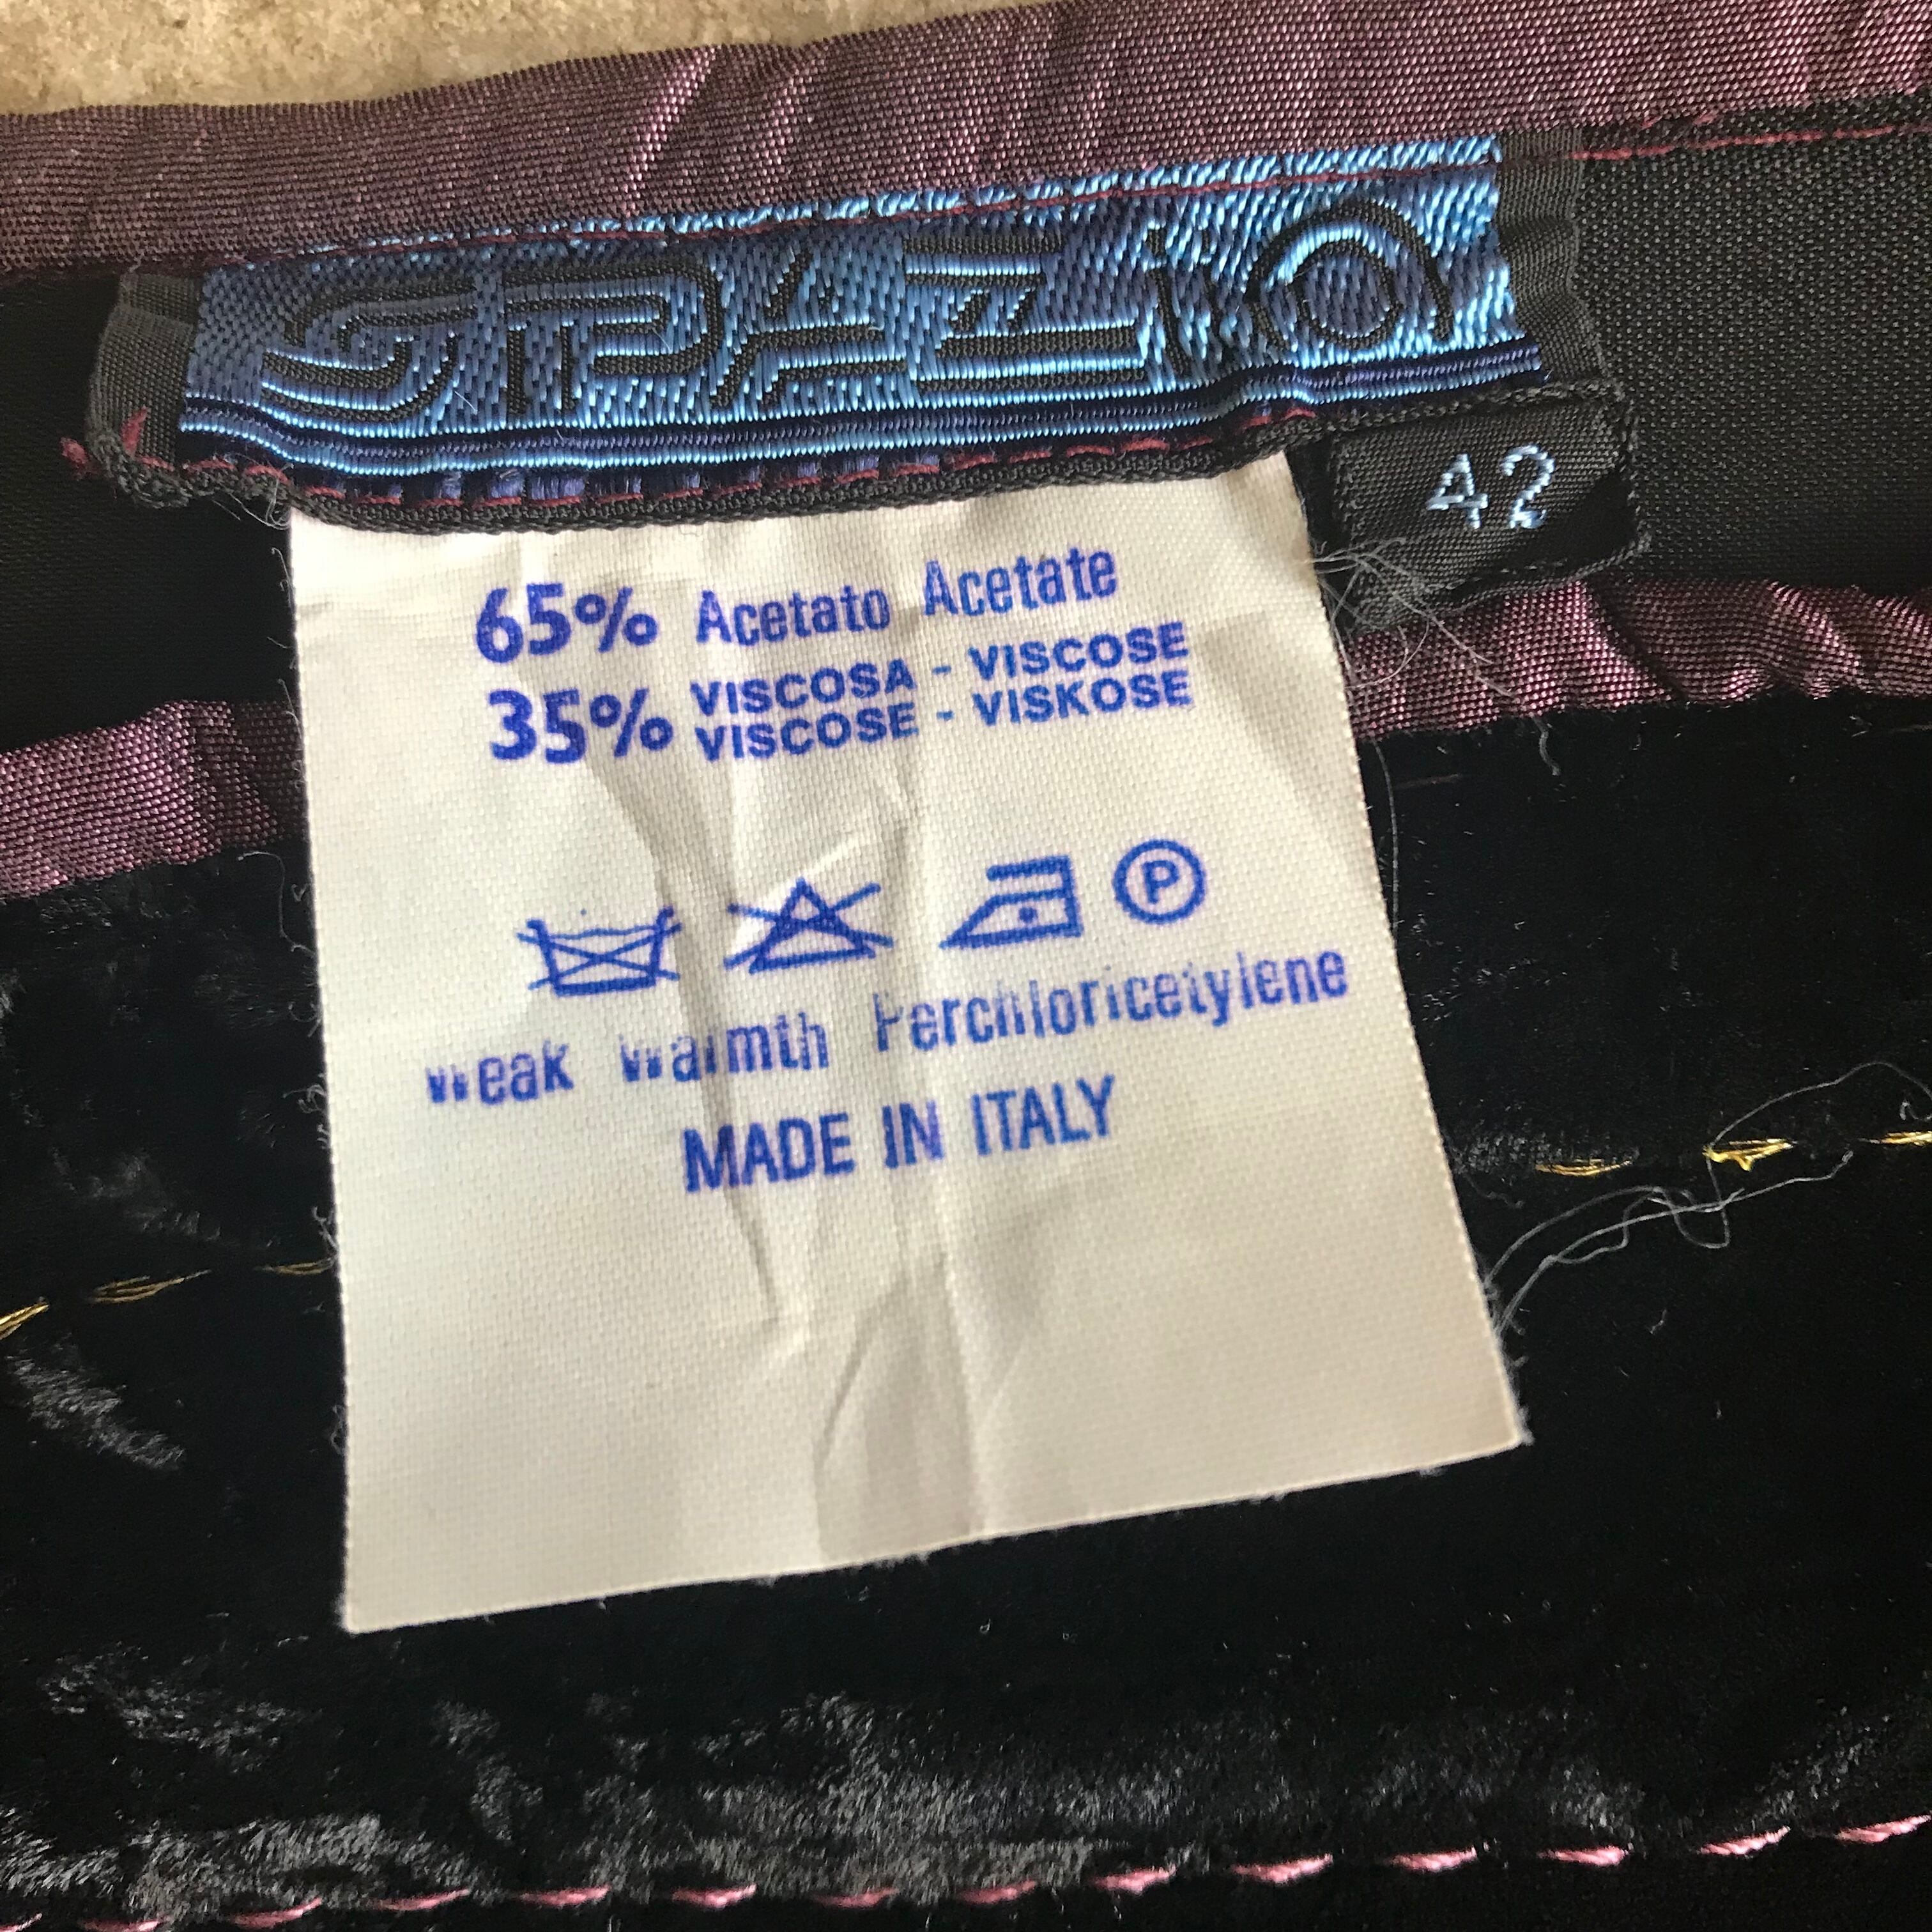 SPAZIO
42
65% Acetato Acetate
35% VISCOSA - VISCOSE
VISCOSE - VISKOSE
P
Weak Warmth Perchloricetylene
MADE IN ITALY